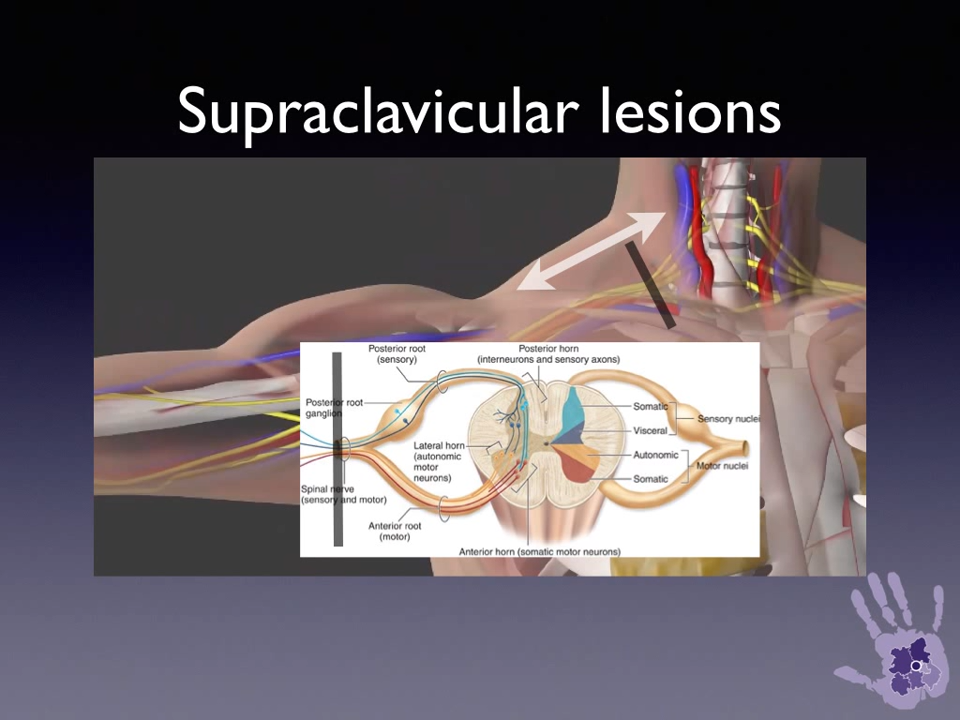 Supraclavicular lesions
Posterior root
(sensory)
Posterior horn
(interneurons and sensory axons)
Posterior root
ganglion
Somatic
Sensory nuclei
Visceral
Lateral horn
(autonomic
motor
neurons)
Autonomic
Motor nuclei
Somatic
Spinal nerve
(sensory and motor)
Anterior root
(motor)
Anterior horn (somatic motor neurons)